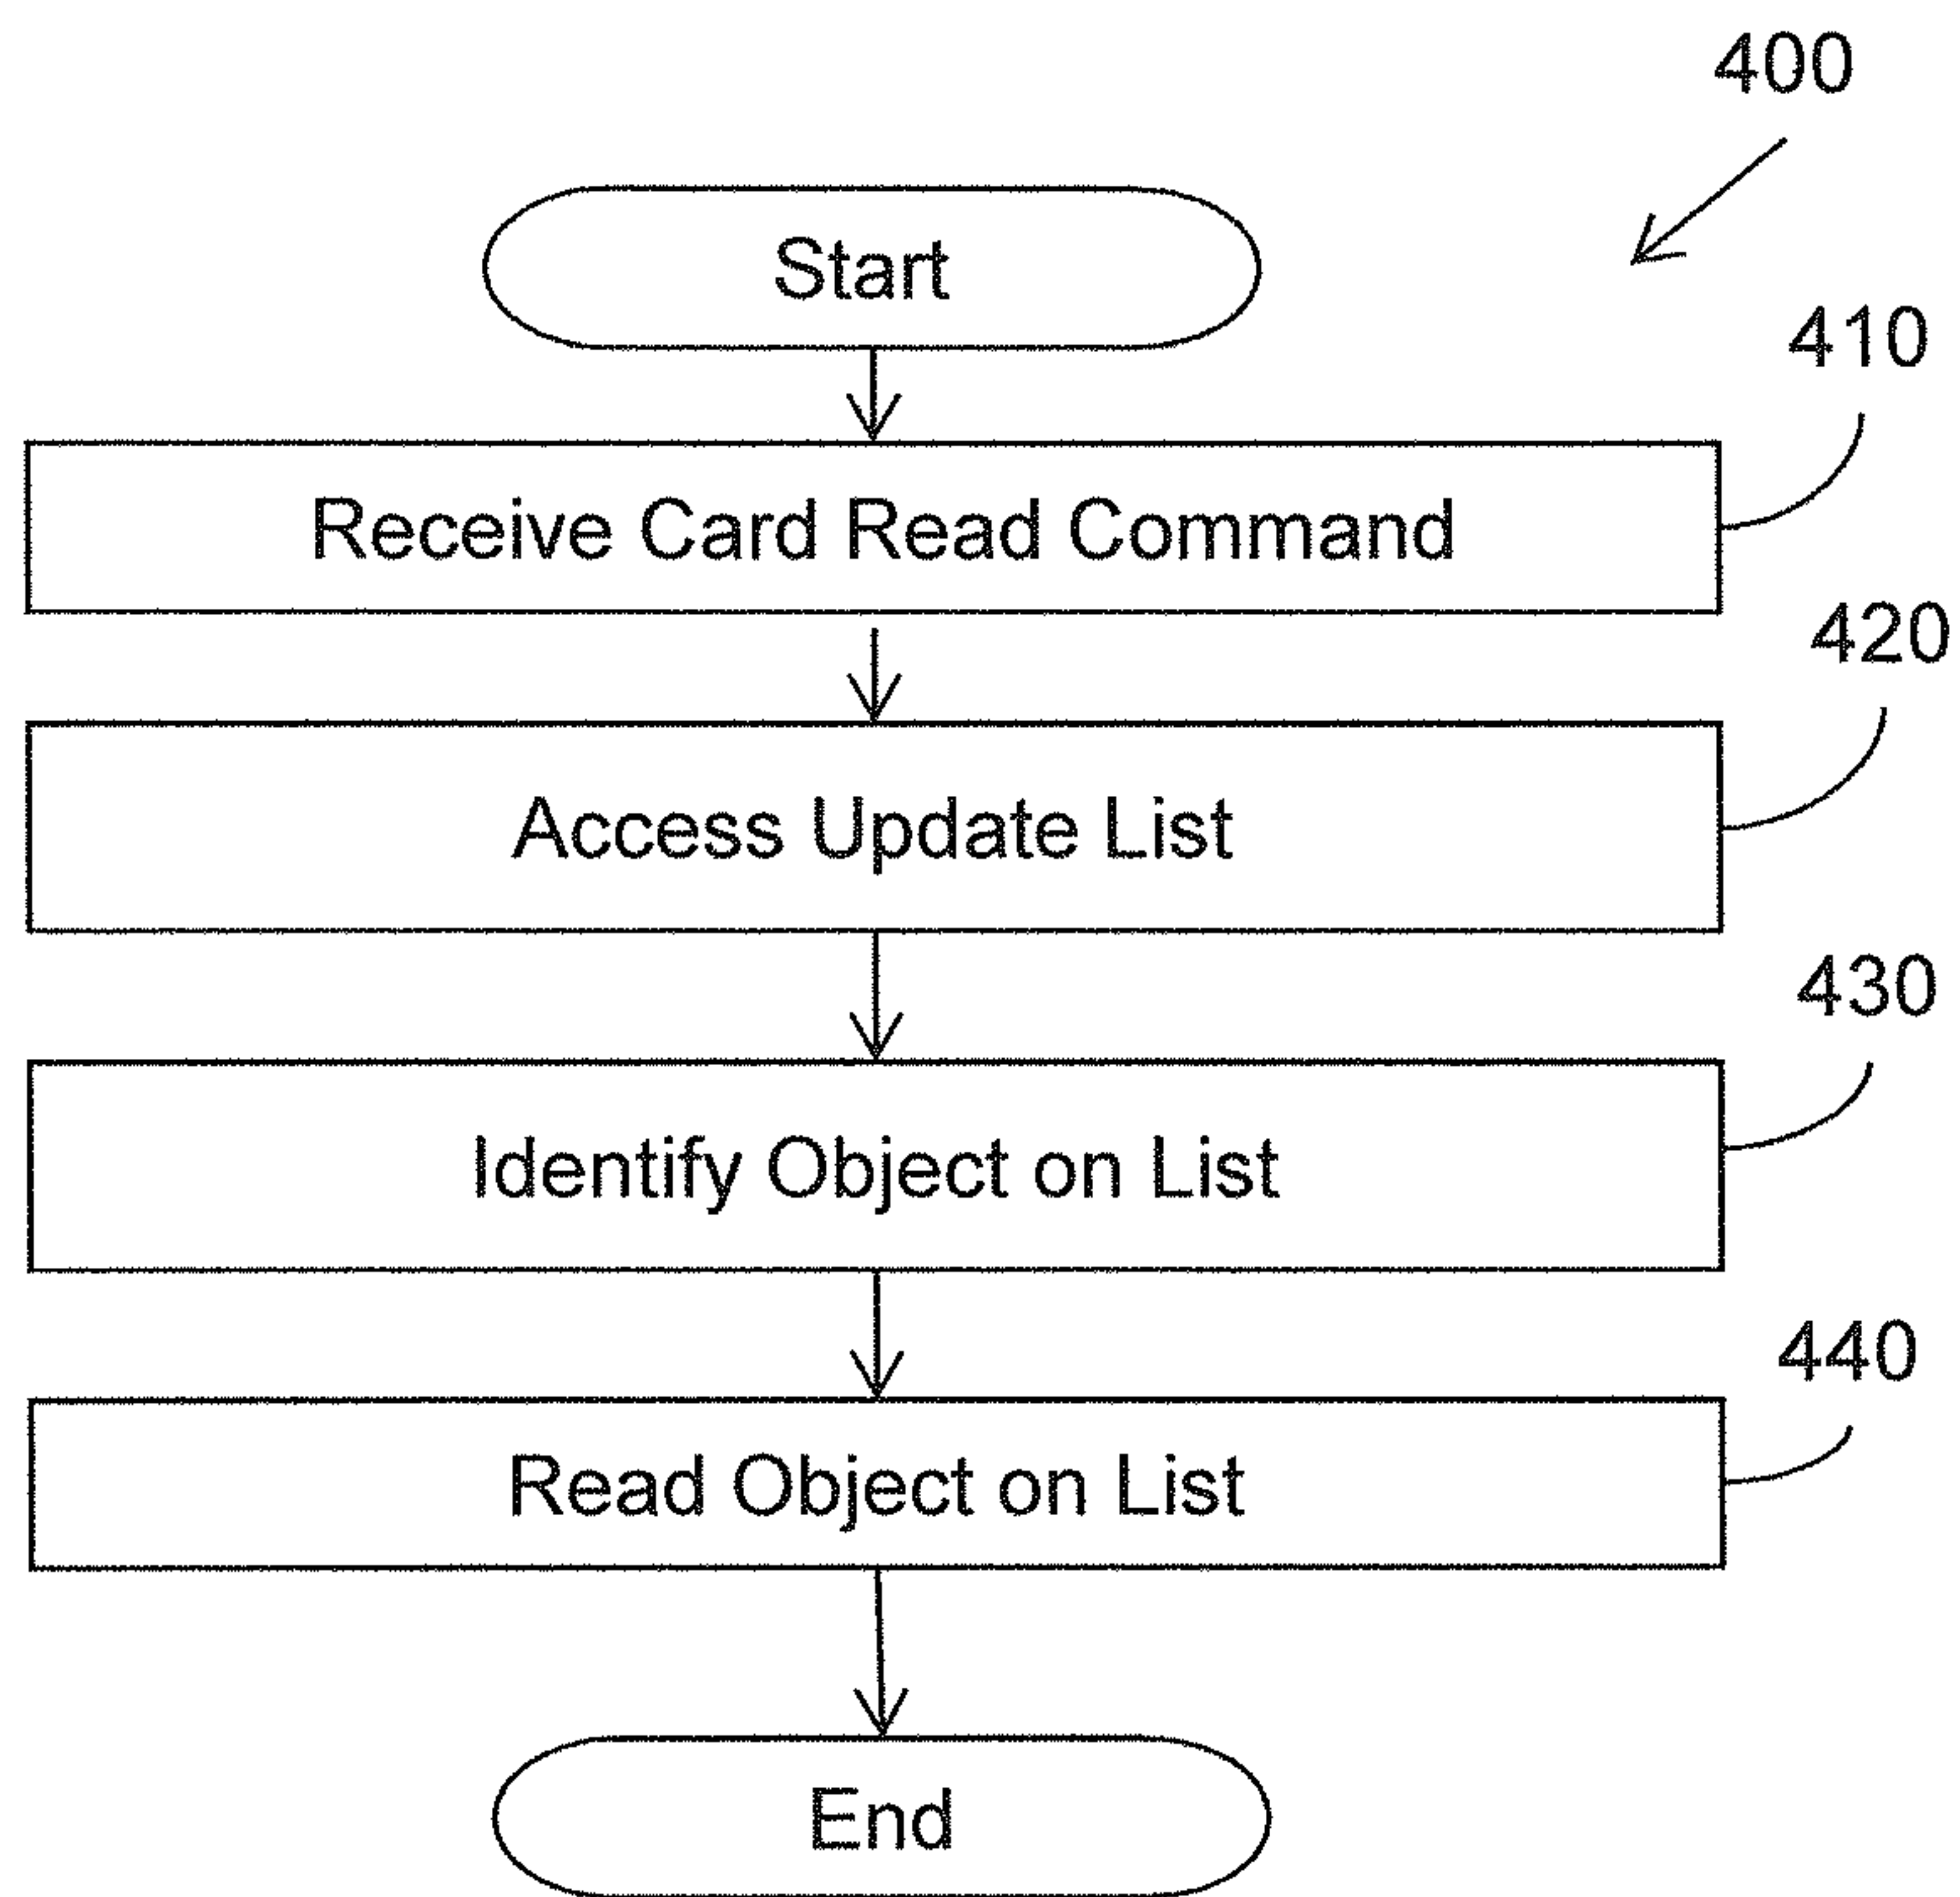 400
Start
410
Receive Card Read Command
420
Access Update List
430
Identify Object on List
440
Read Object on List
End